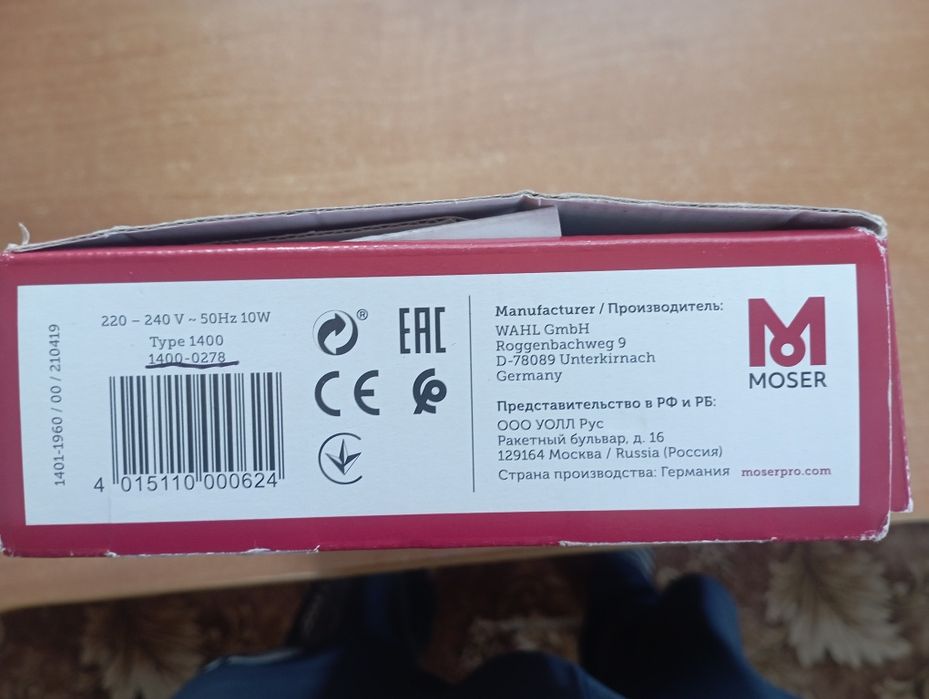 1401-1960 / 00 / 210419
220 – 240 V ~ 50Hz 10W
Type 1400
1400-0278
4 015110 000624
®
EAC
CE
Manufacturer / Производитель:
WAHL GmbH
Roggenbachweg 9
D-78089 Unterkirnach
Germany
Представительство в РФ и РБ:
ООО УОЛЛ Рус
Ракетный бульвар, д. 16
129164 Москва / Russia (Россия)
Страна производства: Германия
MOSER
moserpro.com